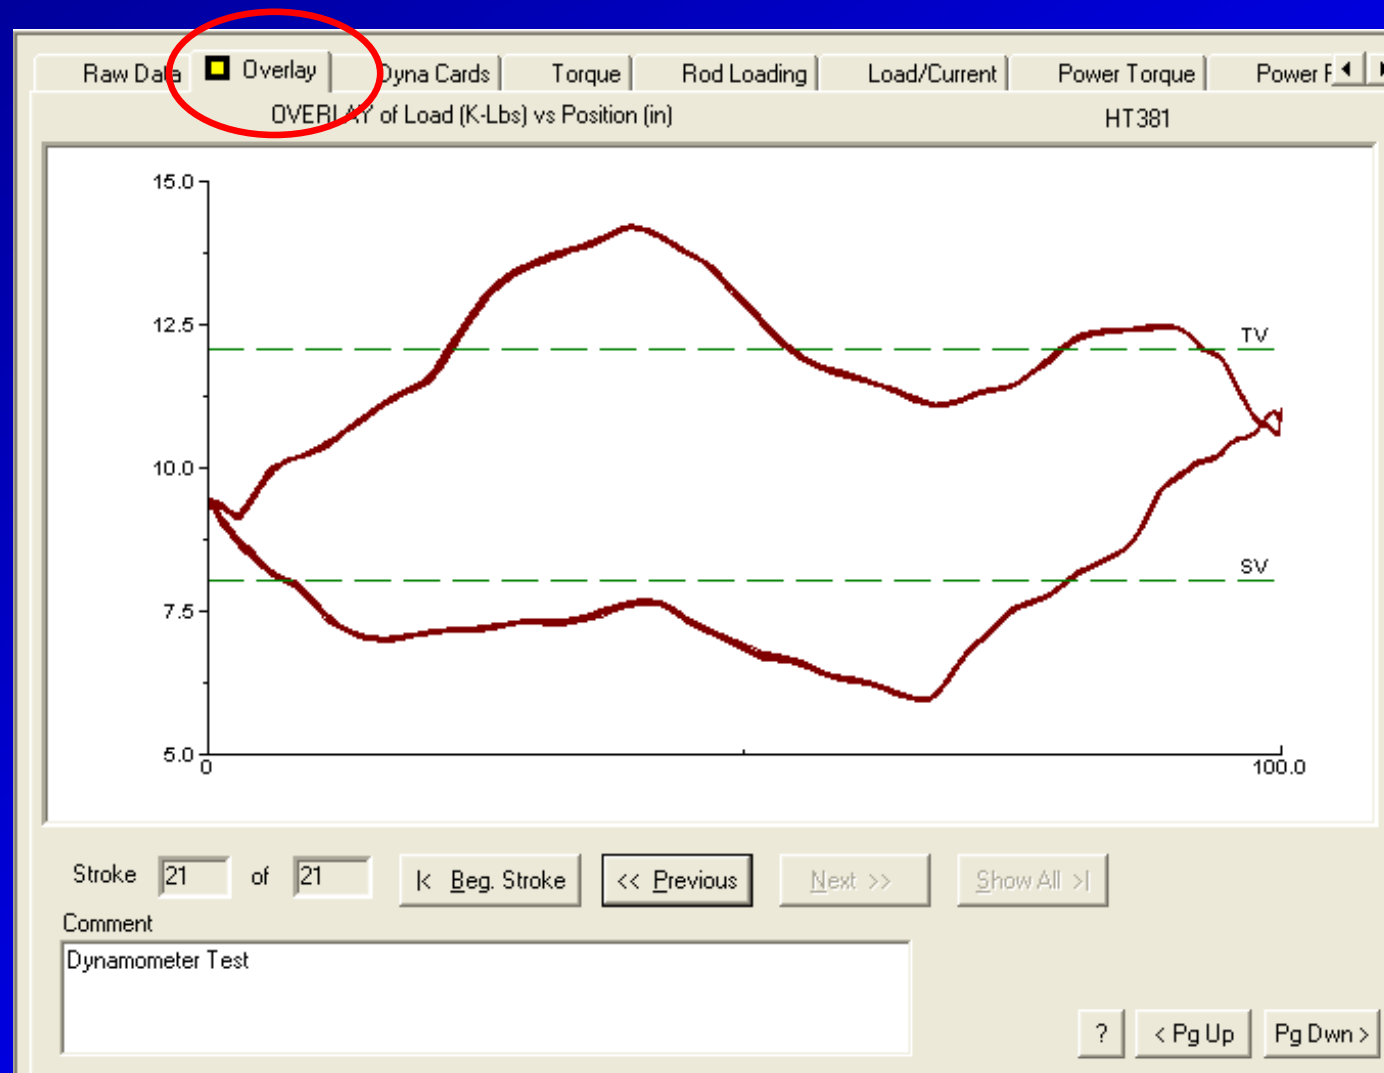 Raw Data Overlay Dyna Cards Torque Rod Loading Load/Current Power Torque Power
OVERLAY of Load (K-Lbs) vs Position (in) HT381
15.0
12.5
TV
10.0
SV
7.5
5.0
0 100.0
Stroke 21 of 21 |< Beg. Stroke << Previous Next >> Show All >|
Comment
Dynamometer Test
? < Pg Up Pg Dwn >